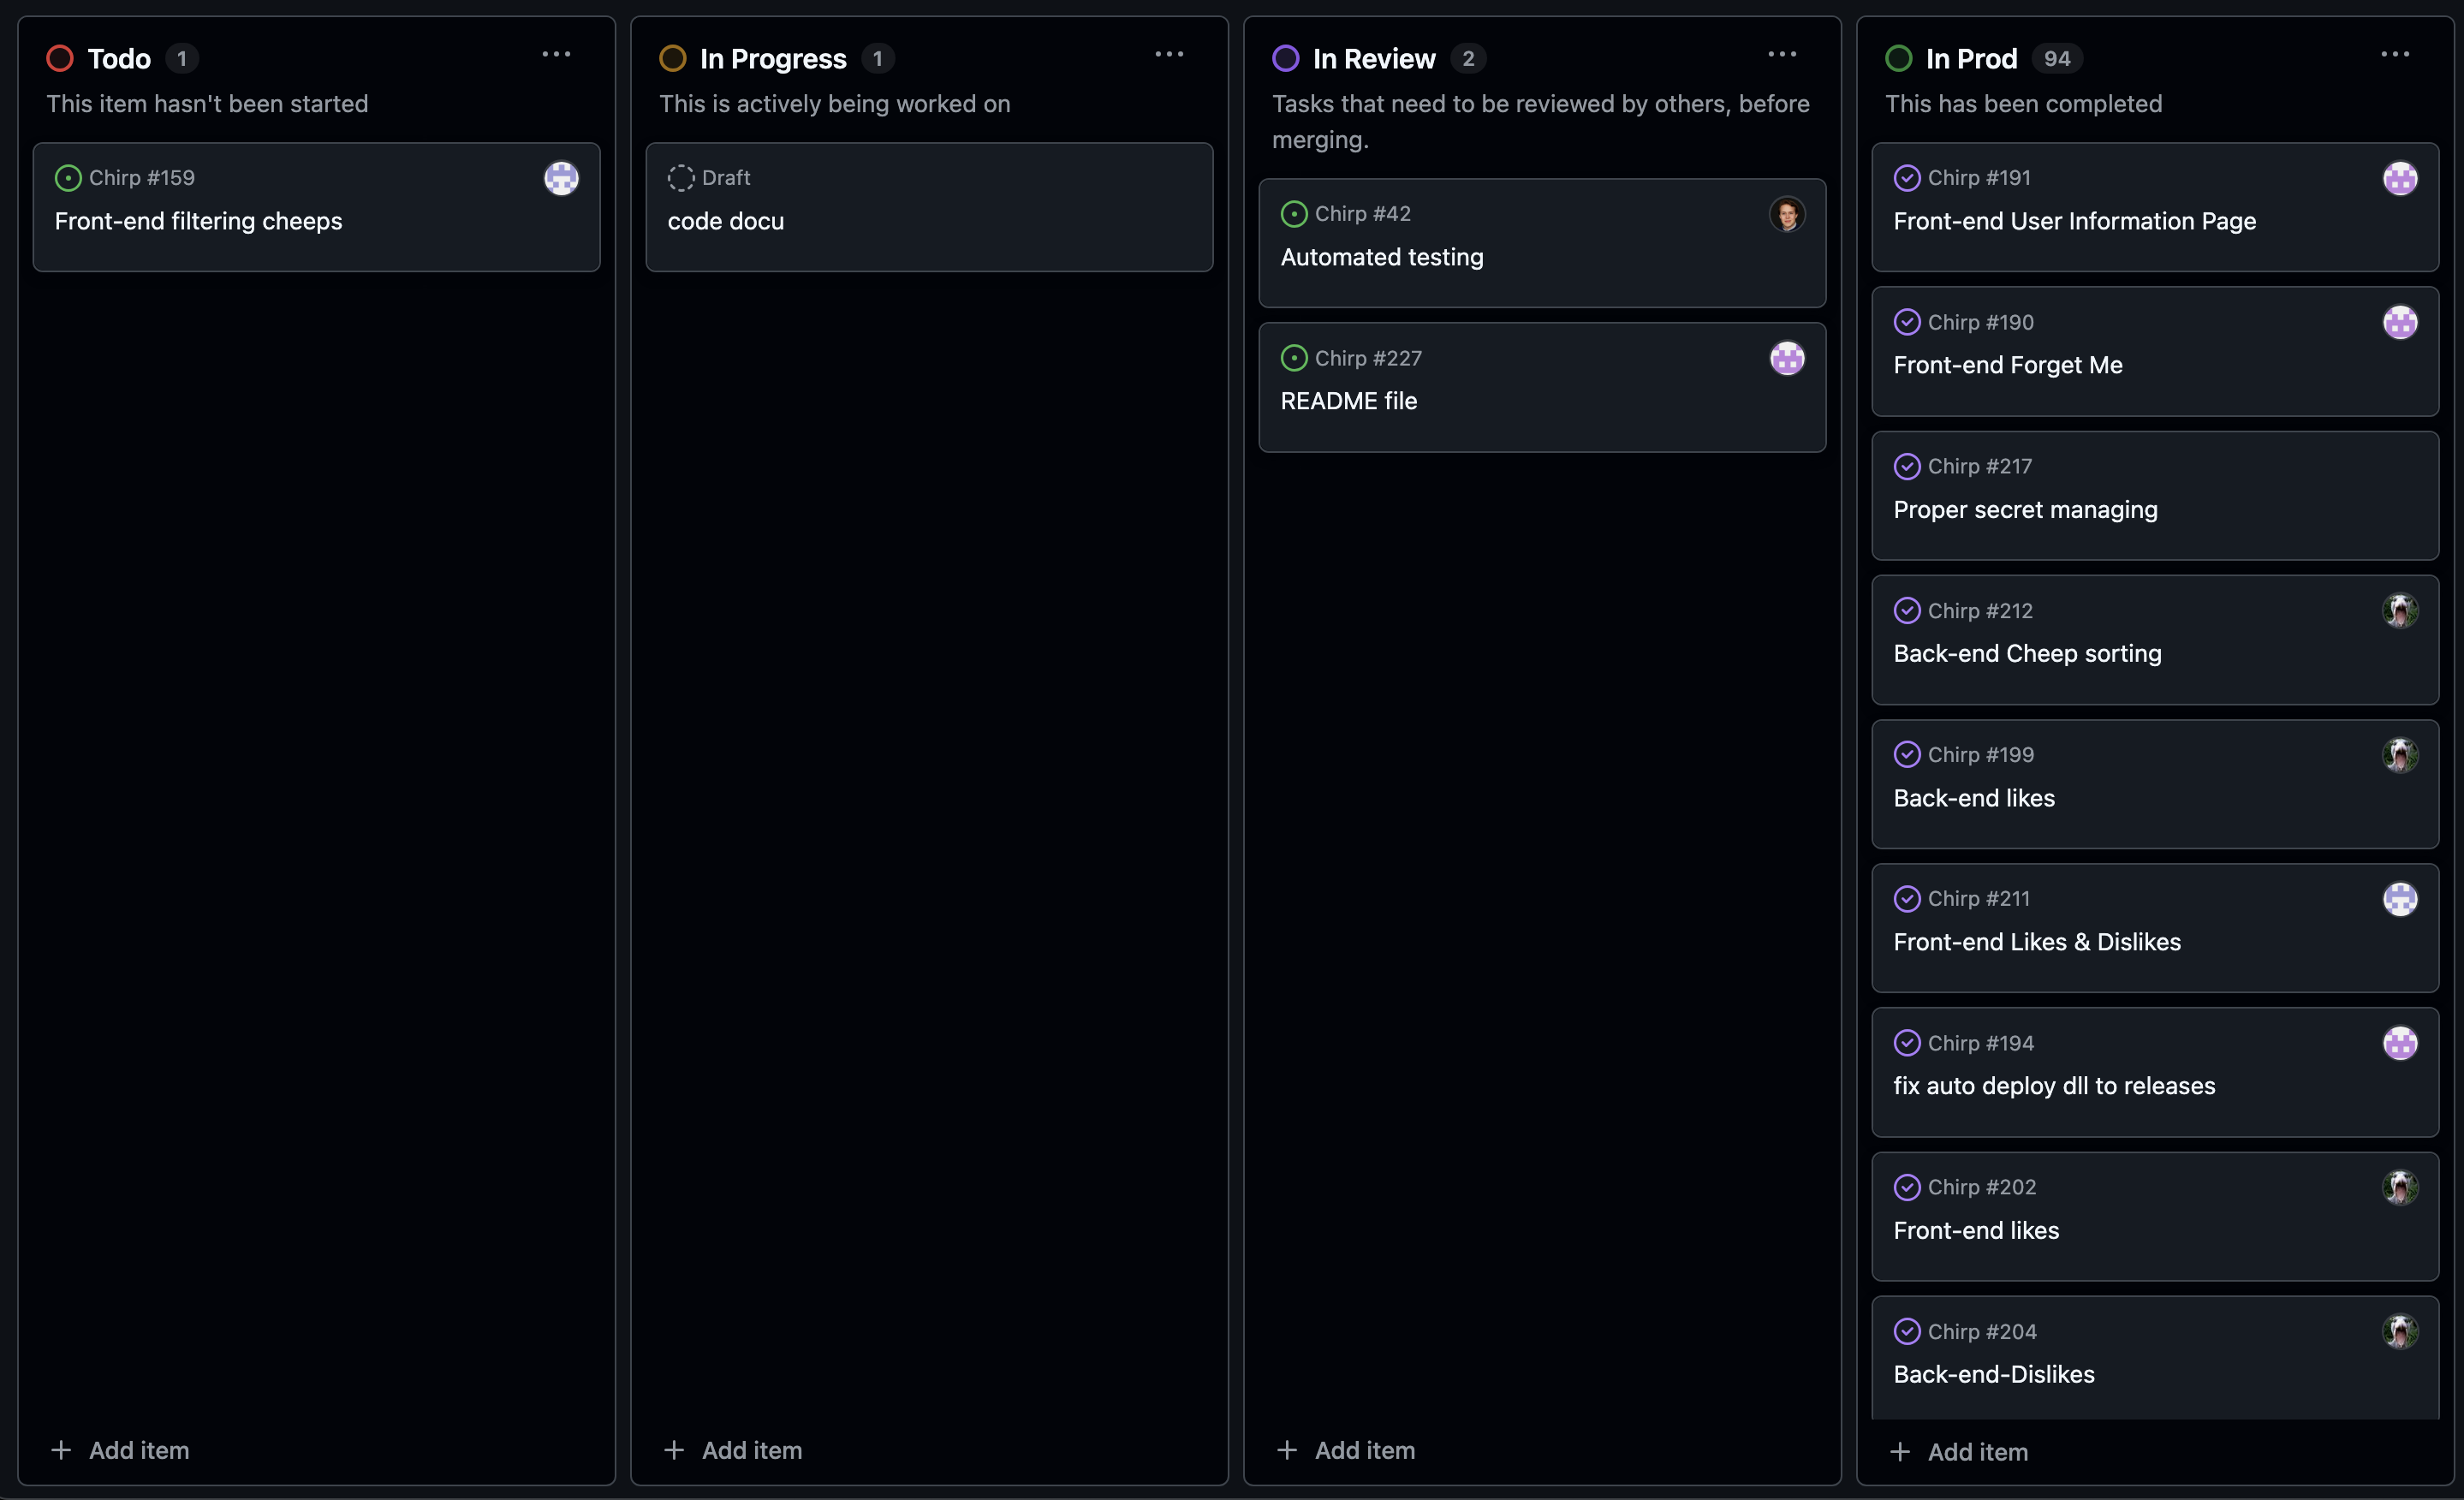 Todo 1
This item hasn't been started
Chirp #159
Front-end filtering cheeps
Add item
In Progress 1
This is actively being worked on
Draft
code docu
Add item
In Review 2
Tasks that need to be reviewed by others, before
merging.
Chirp #42
Automated testing
Chirp #227
README file
Add item
In Prod 94
This has been completed
Chirp #191
Front-end User Information Page
Chirp #190
Front-end Forget Me
Chirp #217
Proper secret managing
Chirp #212
Back-end Cheep sorting
Chirp #199
Back-end likes
Chirp #211
Front-end Likes & Dislikes
Chirp #194
fix auto deploy dll to releases
Chirp #202
Front-end likes
Chirp #204
Back-end-Dislikes
Add item